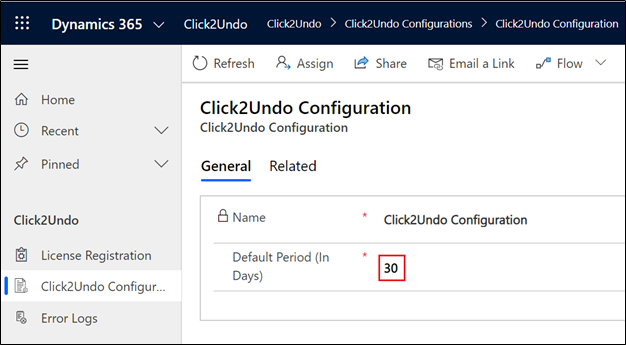 Dynamics 365
Click2Undo
Click2Undo > Click2Undo Configurations > Click2Undo Configuration
Refresh
Assign
Share
Email a Link
Flow
Home
Recent
Pinned
Click2Undo
License Registration
Click2Undo Configur...
Error Logs
Click2Undo Configuration
Click2Undo Configuration
General
Related
Name
*
Click2Undo Configuration
Default Period (In
Days)
*
30